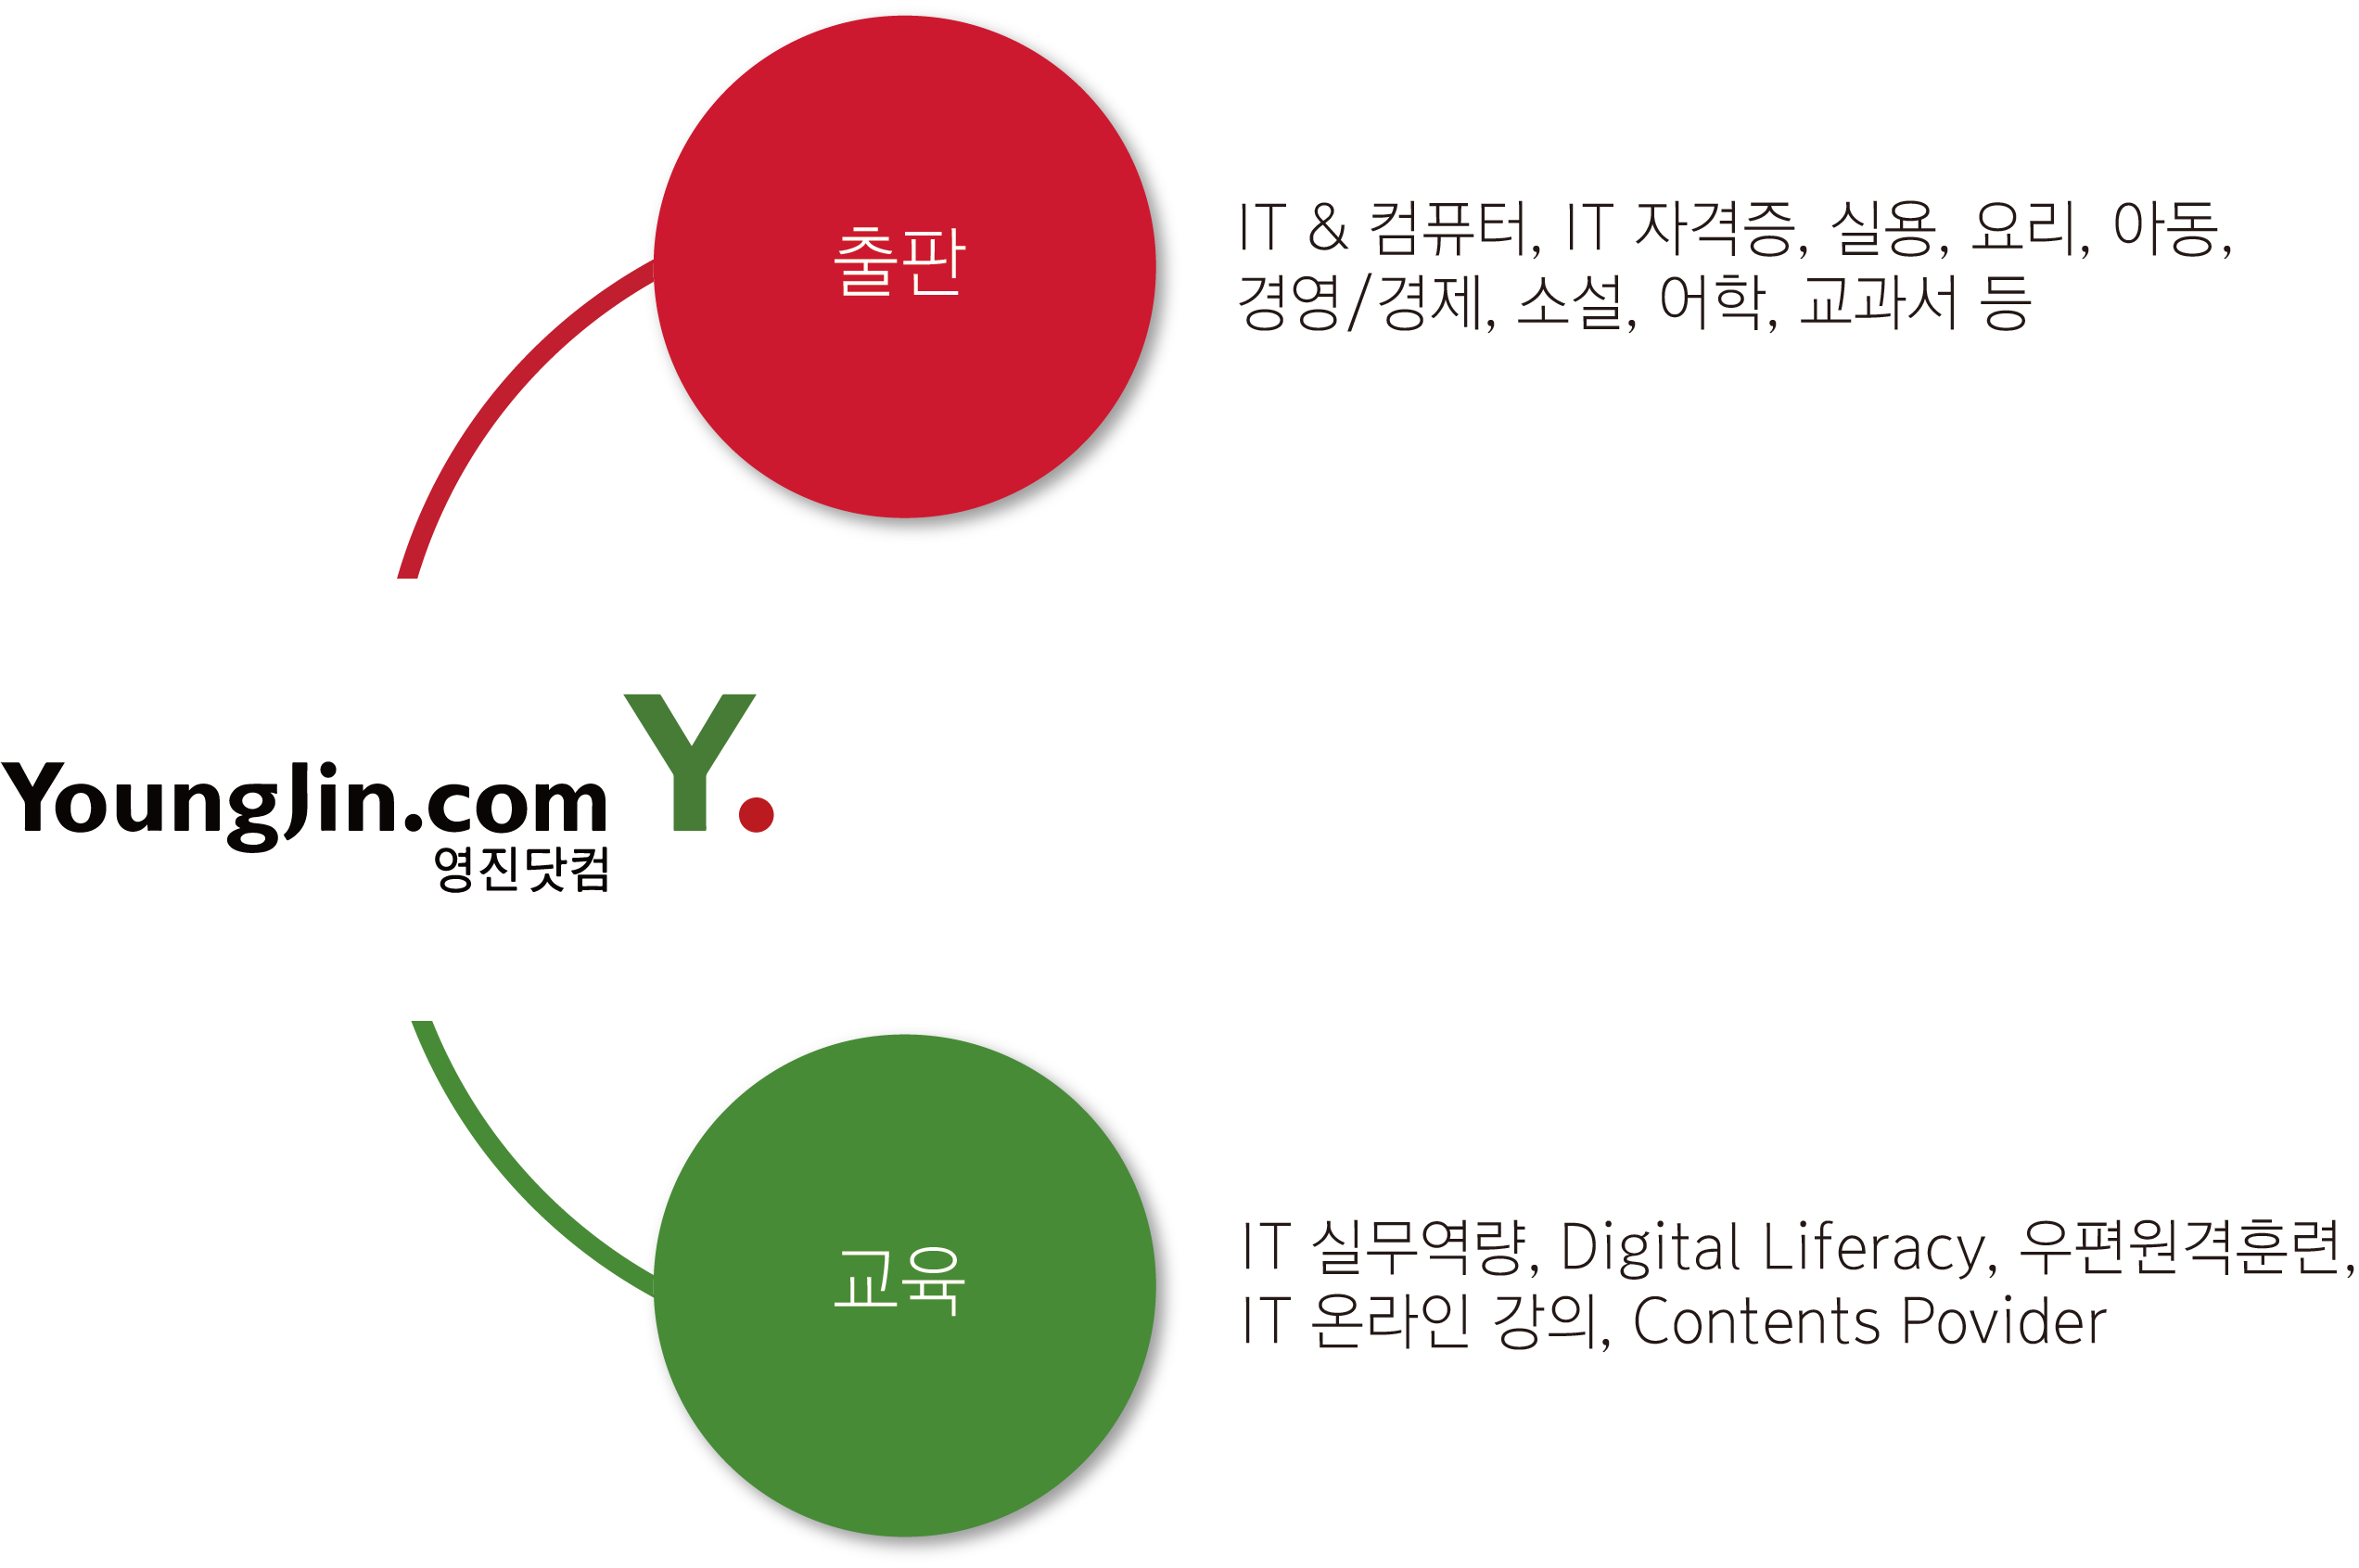 출판
IT & 컴퓨터, IT 자격증, 실용, 요리, 아동,
경영/경제, 소설, 어학, 교과서 등
YoungJin.com Y.
영진닷컴
교육
IT 실무역량, Digital Liferacy, 우편원격훈련,
IT 온라인 강의, Contents Povider